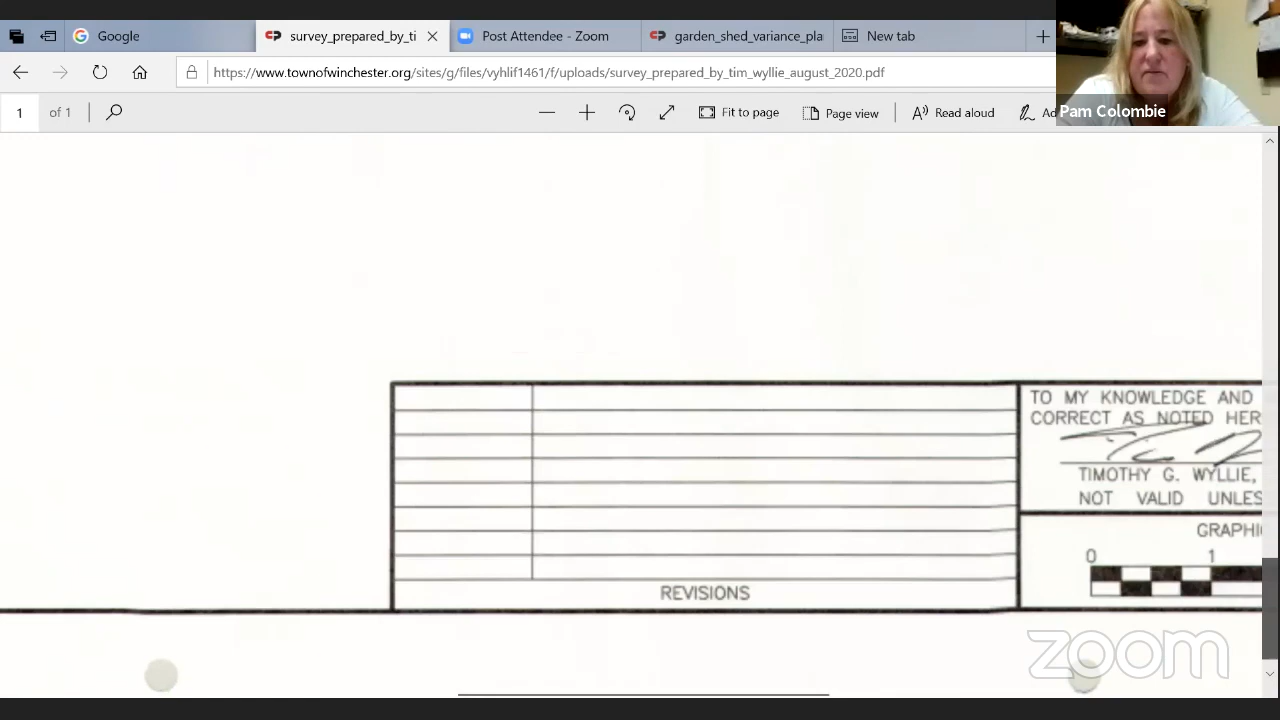 Google
survey_prepared_by_ti
Post Attendee - Zoom
garden_shed_variance_pla
New tab
https://www.townofwinchester.org/sites/g/files/vyhlif1461/f/uploads/survey_prepared_by_tim_wyllie_august_2020.pdf
1 of 1
Fit to page
Page view
Read aloud
Ad
Pam Colombie
TO MY KNOWLEDGE AND
CORRECT AS NOTED HER
TIMOTHY G. WYLLIE,
NOT VALID UNLES
GRAPHI
0 1
REVISIONS
zoom